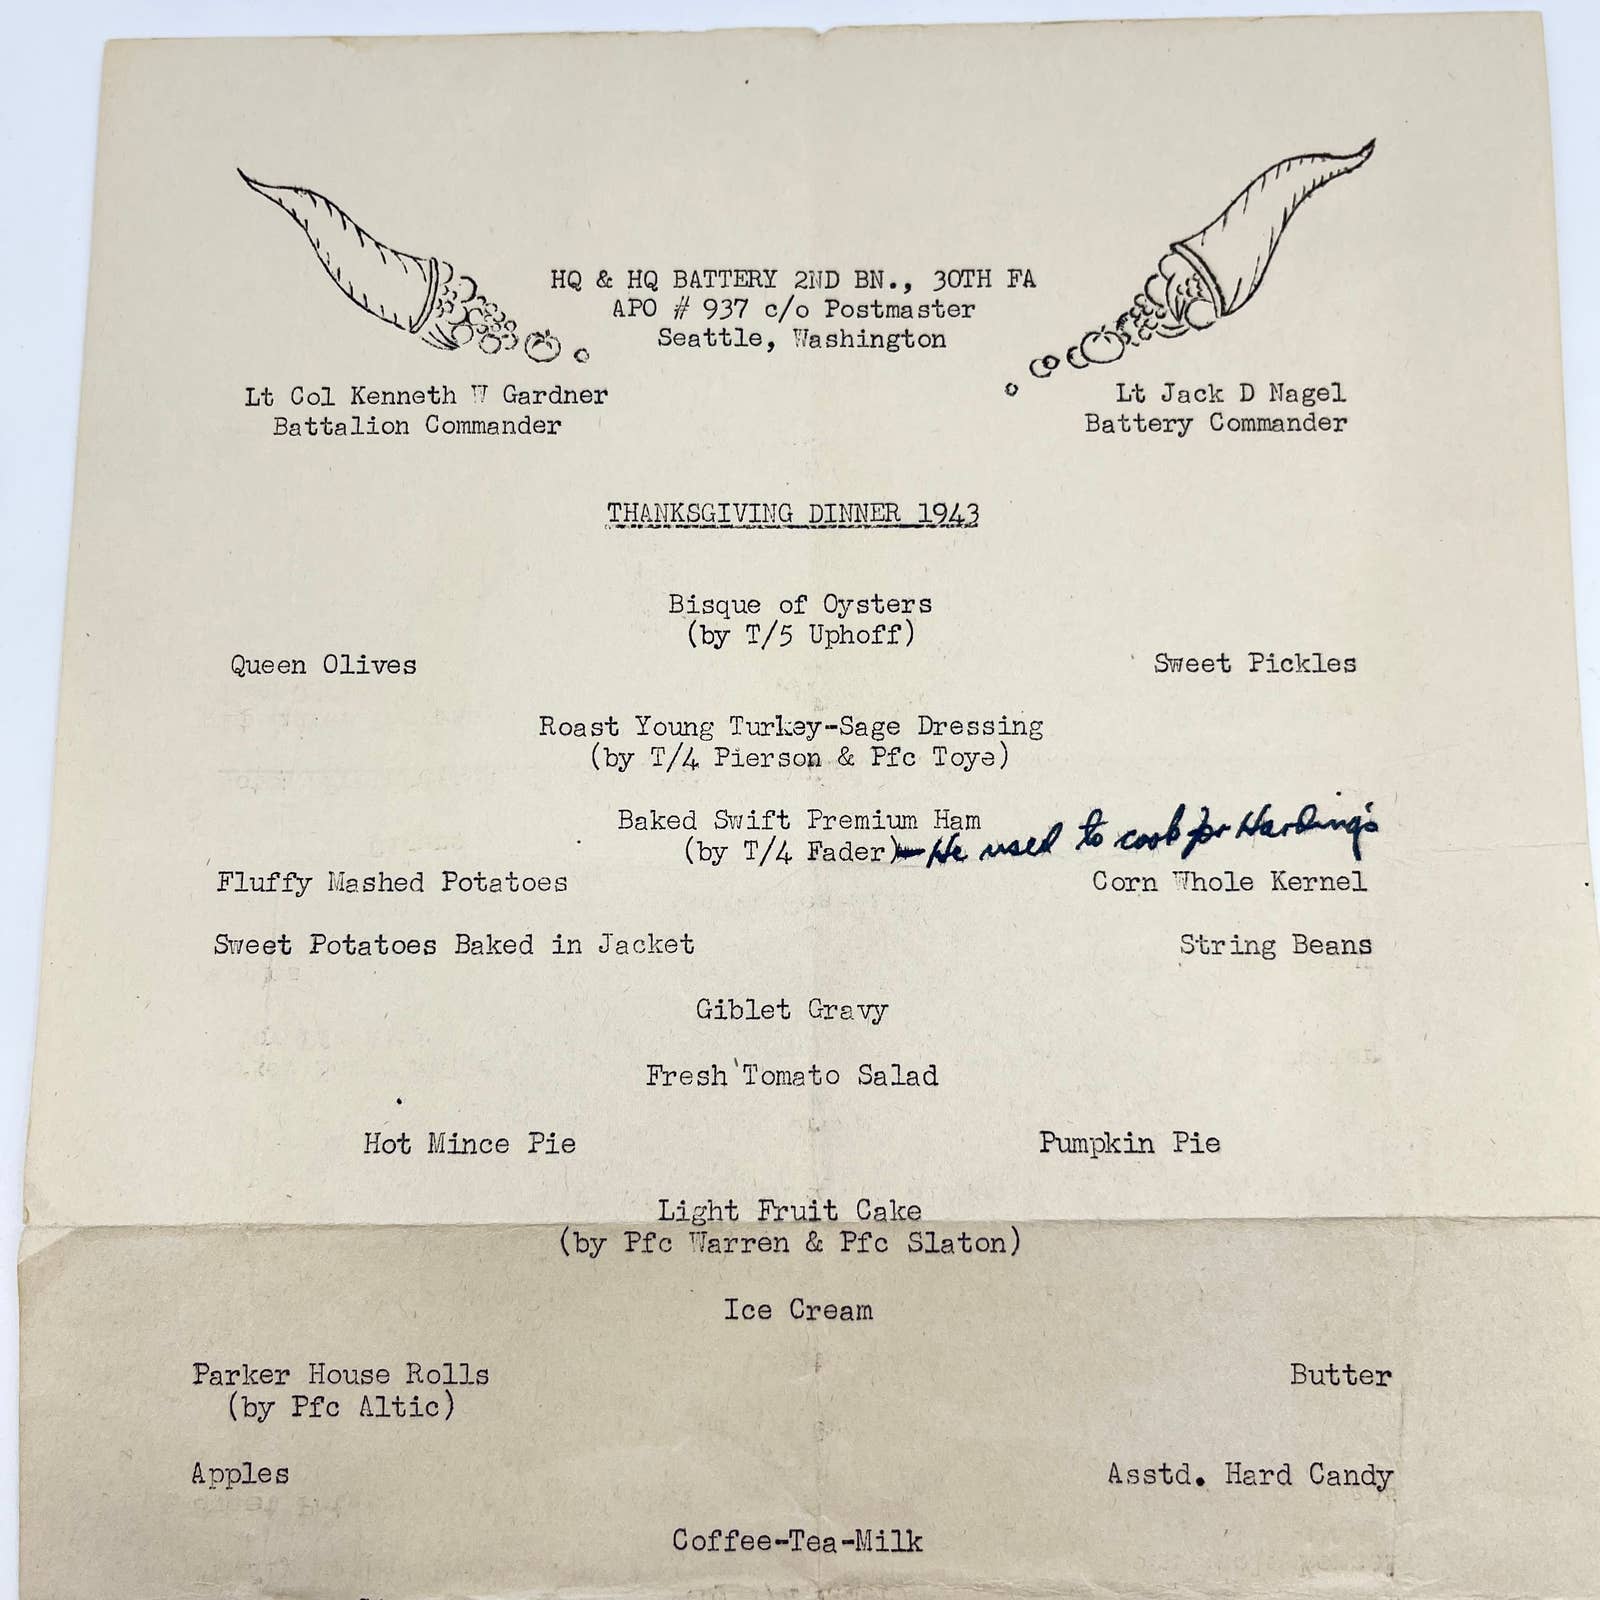 HQ & HQ BATTERY 2ND BN., 30TH FA
APO # 937 c/o Postmaster
Seattle, Washington
Lt Col Kenneth W Gardner
Battalion Commander
Lt Jack D Nagel
Battery Commander
THANKSGIVING DINNER 1943
Bisque of Oysters
(by T/5 Uphoff)
Queen Olives
Sweet Pickles
Roast Young Turkey-Sage Dressing
(by T/4 Pierson & Pfc Toye)
Baked Swift Premium Ham
(by T/4 Fader) — He used to cook for Harding's
Fluffy Mashed Potatoes
Corn Whole Kernel
Sweet Potatoes Baked in Jacket
String Beans
Giblet Gravy
Fresh Tomato Salad
Hot Mince Pie
Pumpkin Pie
Light Fruit Cake
(by Pfc Warren & Pfc Slaton)
Ice Cream
Parker House Rolls
Butter
(by Pfc Altic)
Apples
Asstd. Hard Candy
Coffee-Tea-Milk